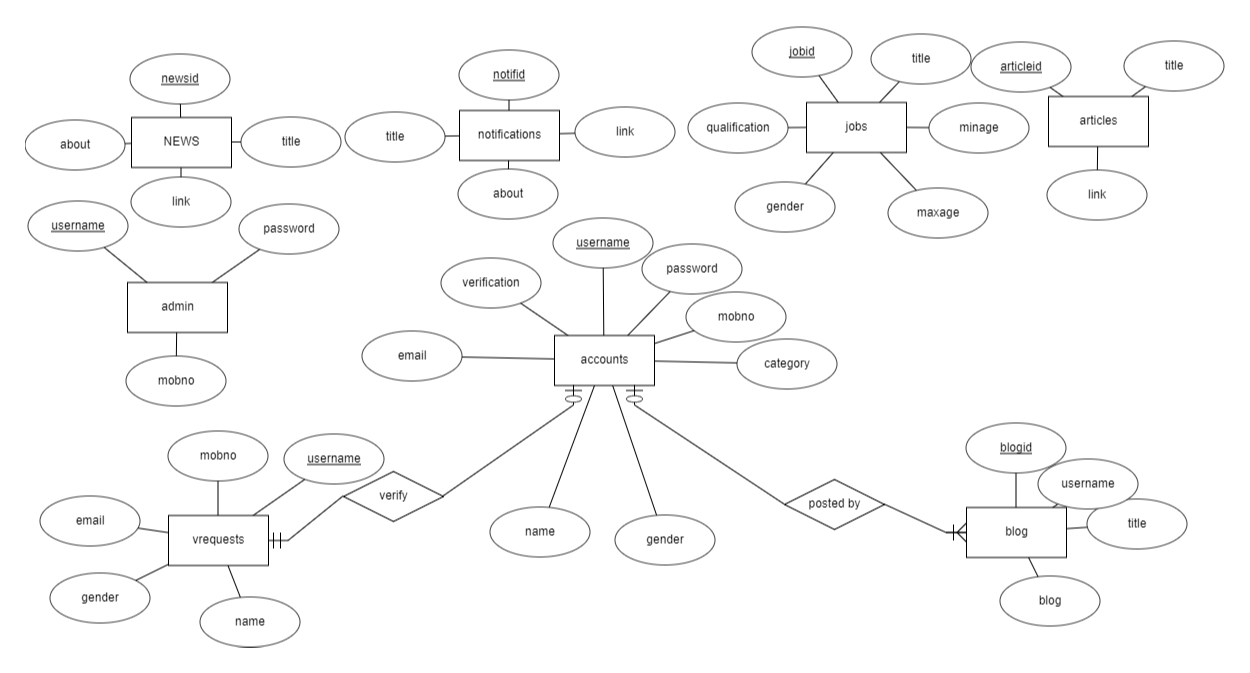 jobid
title
articleid
title
newsid
notifid
NEWS
about
title
link
title
notifications
link
about
qualification
jobs
minage
gender
maxage
articles
link
username
password
admin
mobno
username
verification
password
mobno
email
accounts
category
name
gender
mobno
username
verify
email
vrequests
gender
name
posted by
blogid
username
title
blog
blog